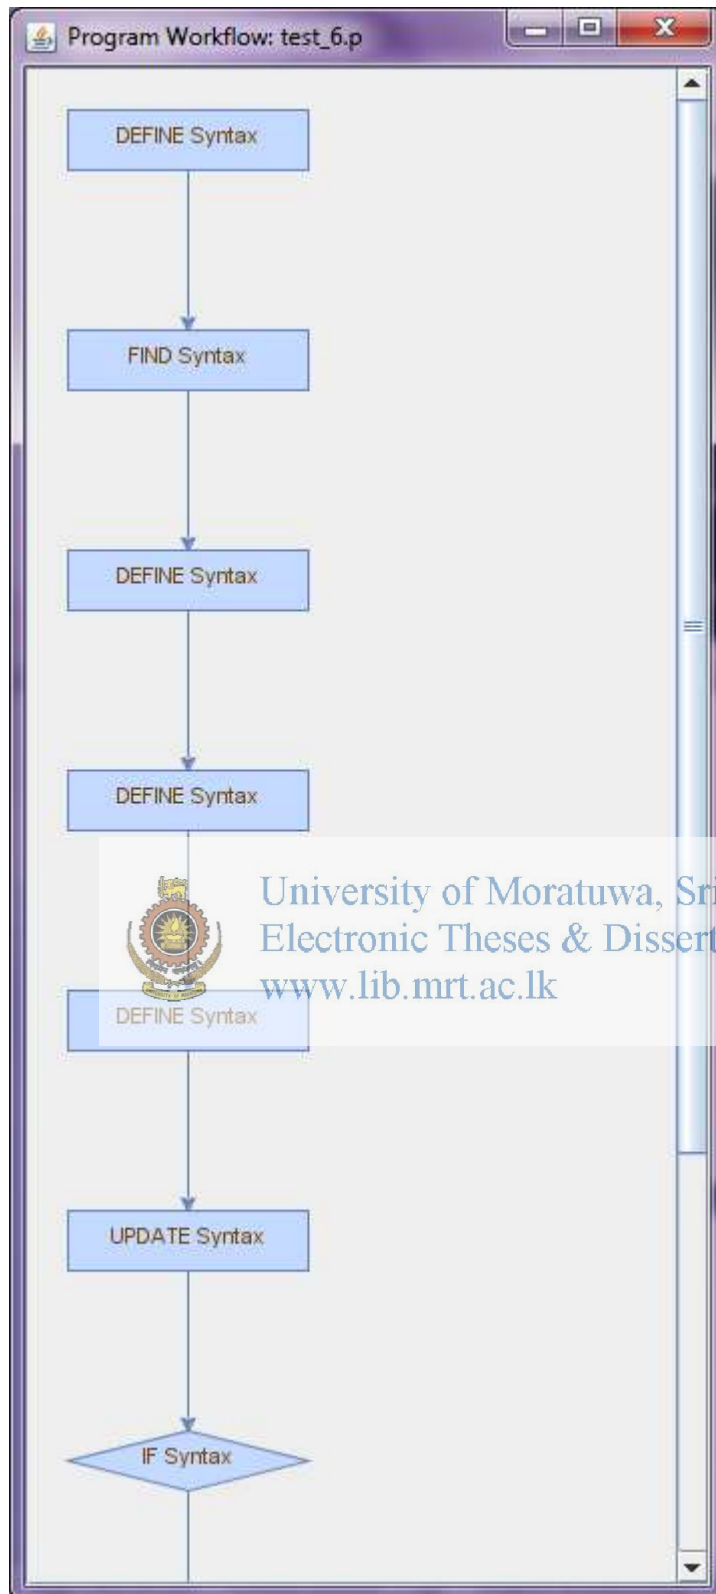 Program Workflow: test_6.p
DEFINE Syntax
FIND Syntax
DEFINE Syntax
DEFINE Syntax
University of Moratuwa, Sri
Electronic Theses & Dissert
www.lib.mrt.ac.lk
DEFINE Syntax
UPDATE Syntax
IF Syntax